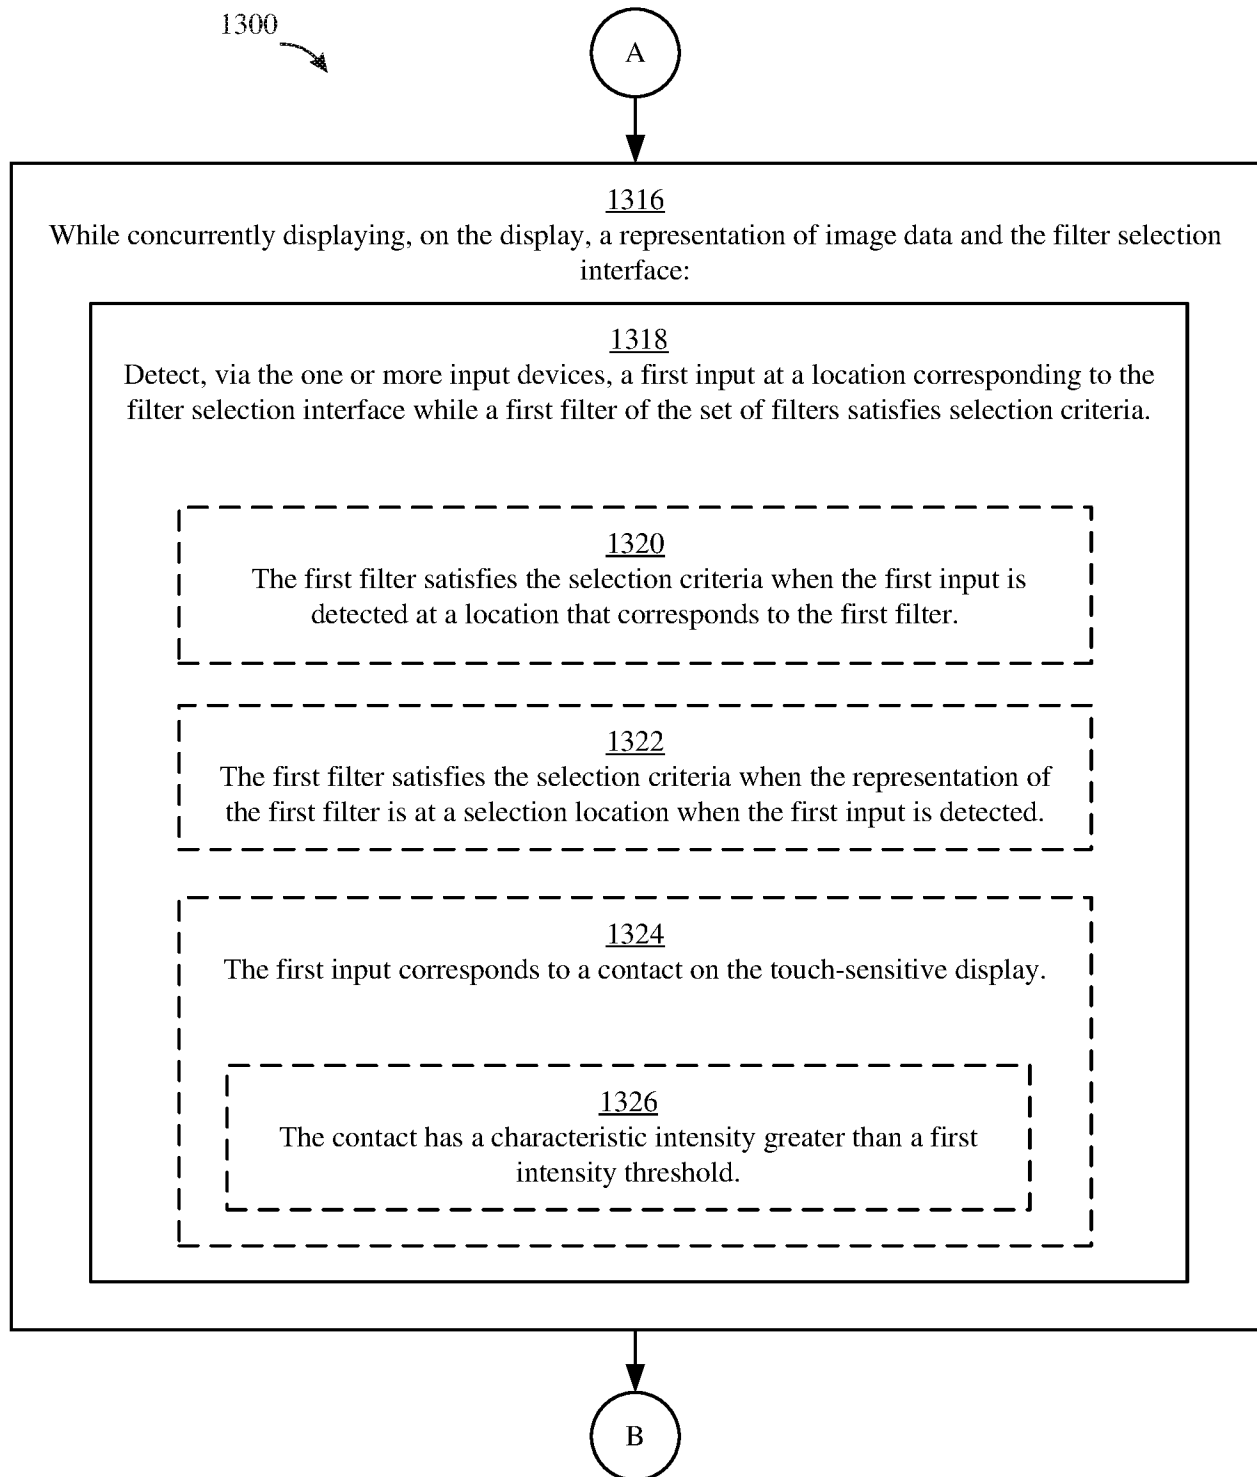 1300
A
1316
While concurrently displaying, on the display, a representation of image data and the filter selection
interface:
1318
Detect, via the one or more input devices, a first input at a location corresponding to the
filter selection interface while a first filter of the set of filters satisfies selection criteria.
1320
The first filter satisfies the selection criteria when the first input is
detected at a location that corresponds to the first filter.
1322
The first filter satisfies the selection criteria when the representation of
the first filter is at a selection location when the first input is detected.
1324
The first input corresponds to a contact on the touch-sensitive display.
1326
The contact has a characteristic intensity greater than a first
intensity threshold.
B